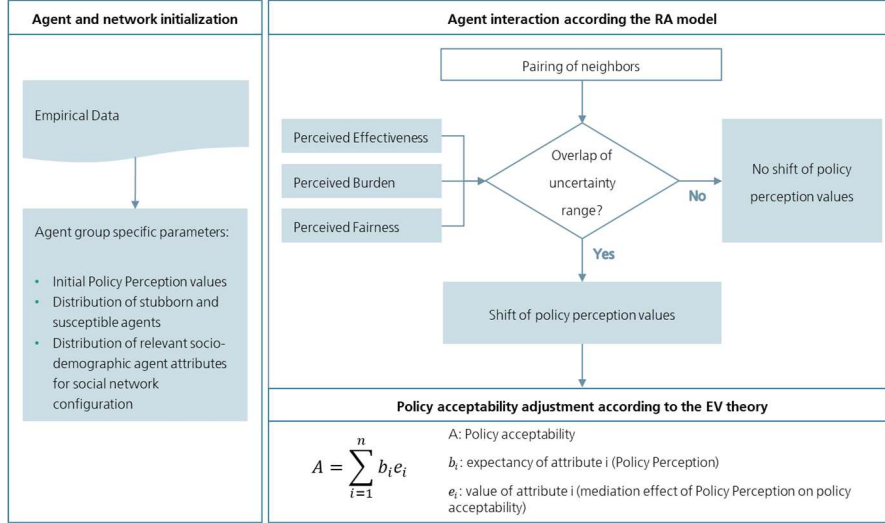 Agent and network initialization
Empirical Data
Agent group specific parameters:
• Initial Policy Perception values
• Distribution of stubborn and
susceptible agents
• Distribution of relevant socio-
demographic agent attributes
for social network
configuration
Agent interaction according the RA model
Pairing of neighbors
Perceived Effectiveness
Perceived Burden
Perceived Fairness
Overlap of
uncertainty
range?
No
No shift of policy
perception values
Yes
Shift of policy perception values
Policy acceptability adjustment according to the EV theory
A = ∑_{i=1}^{n} b_i e_i
A: Policy acceptability
b_i: expectancy of attribute i (Policy Perception)
e_i: value of attribute i (mediation effect of Policy Perception on policy
acceptability)